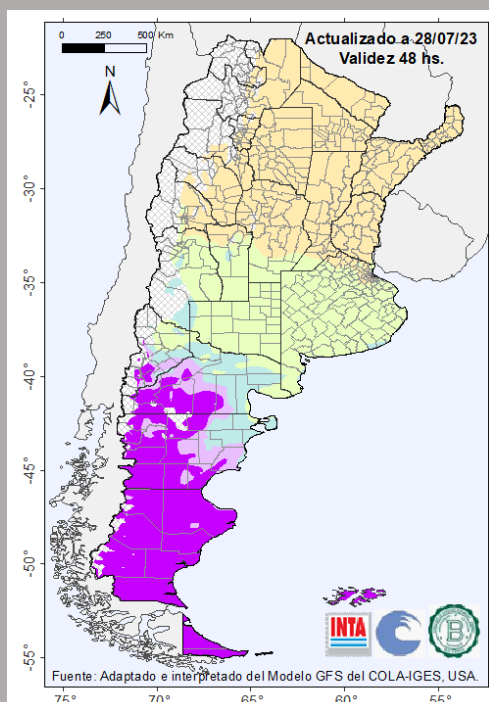 Actualizado a 28/07/23
Validez 48 hs.
0 250 500 Km
N
-25°
-30°
-35°
-40°
-45°
-50°
-55°
INTA
B
Fuente: Adaptado e interpretado del Modelo GFS del COLA-IGES, USA.
75° 70° 65° 60° 55°